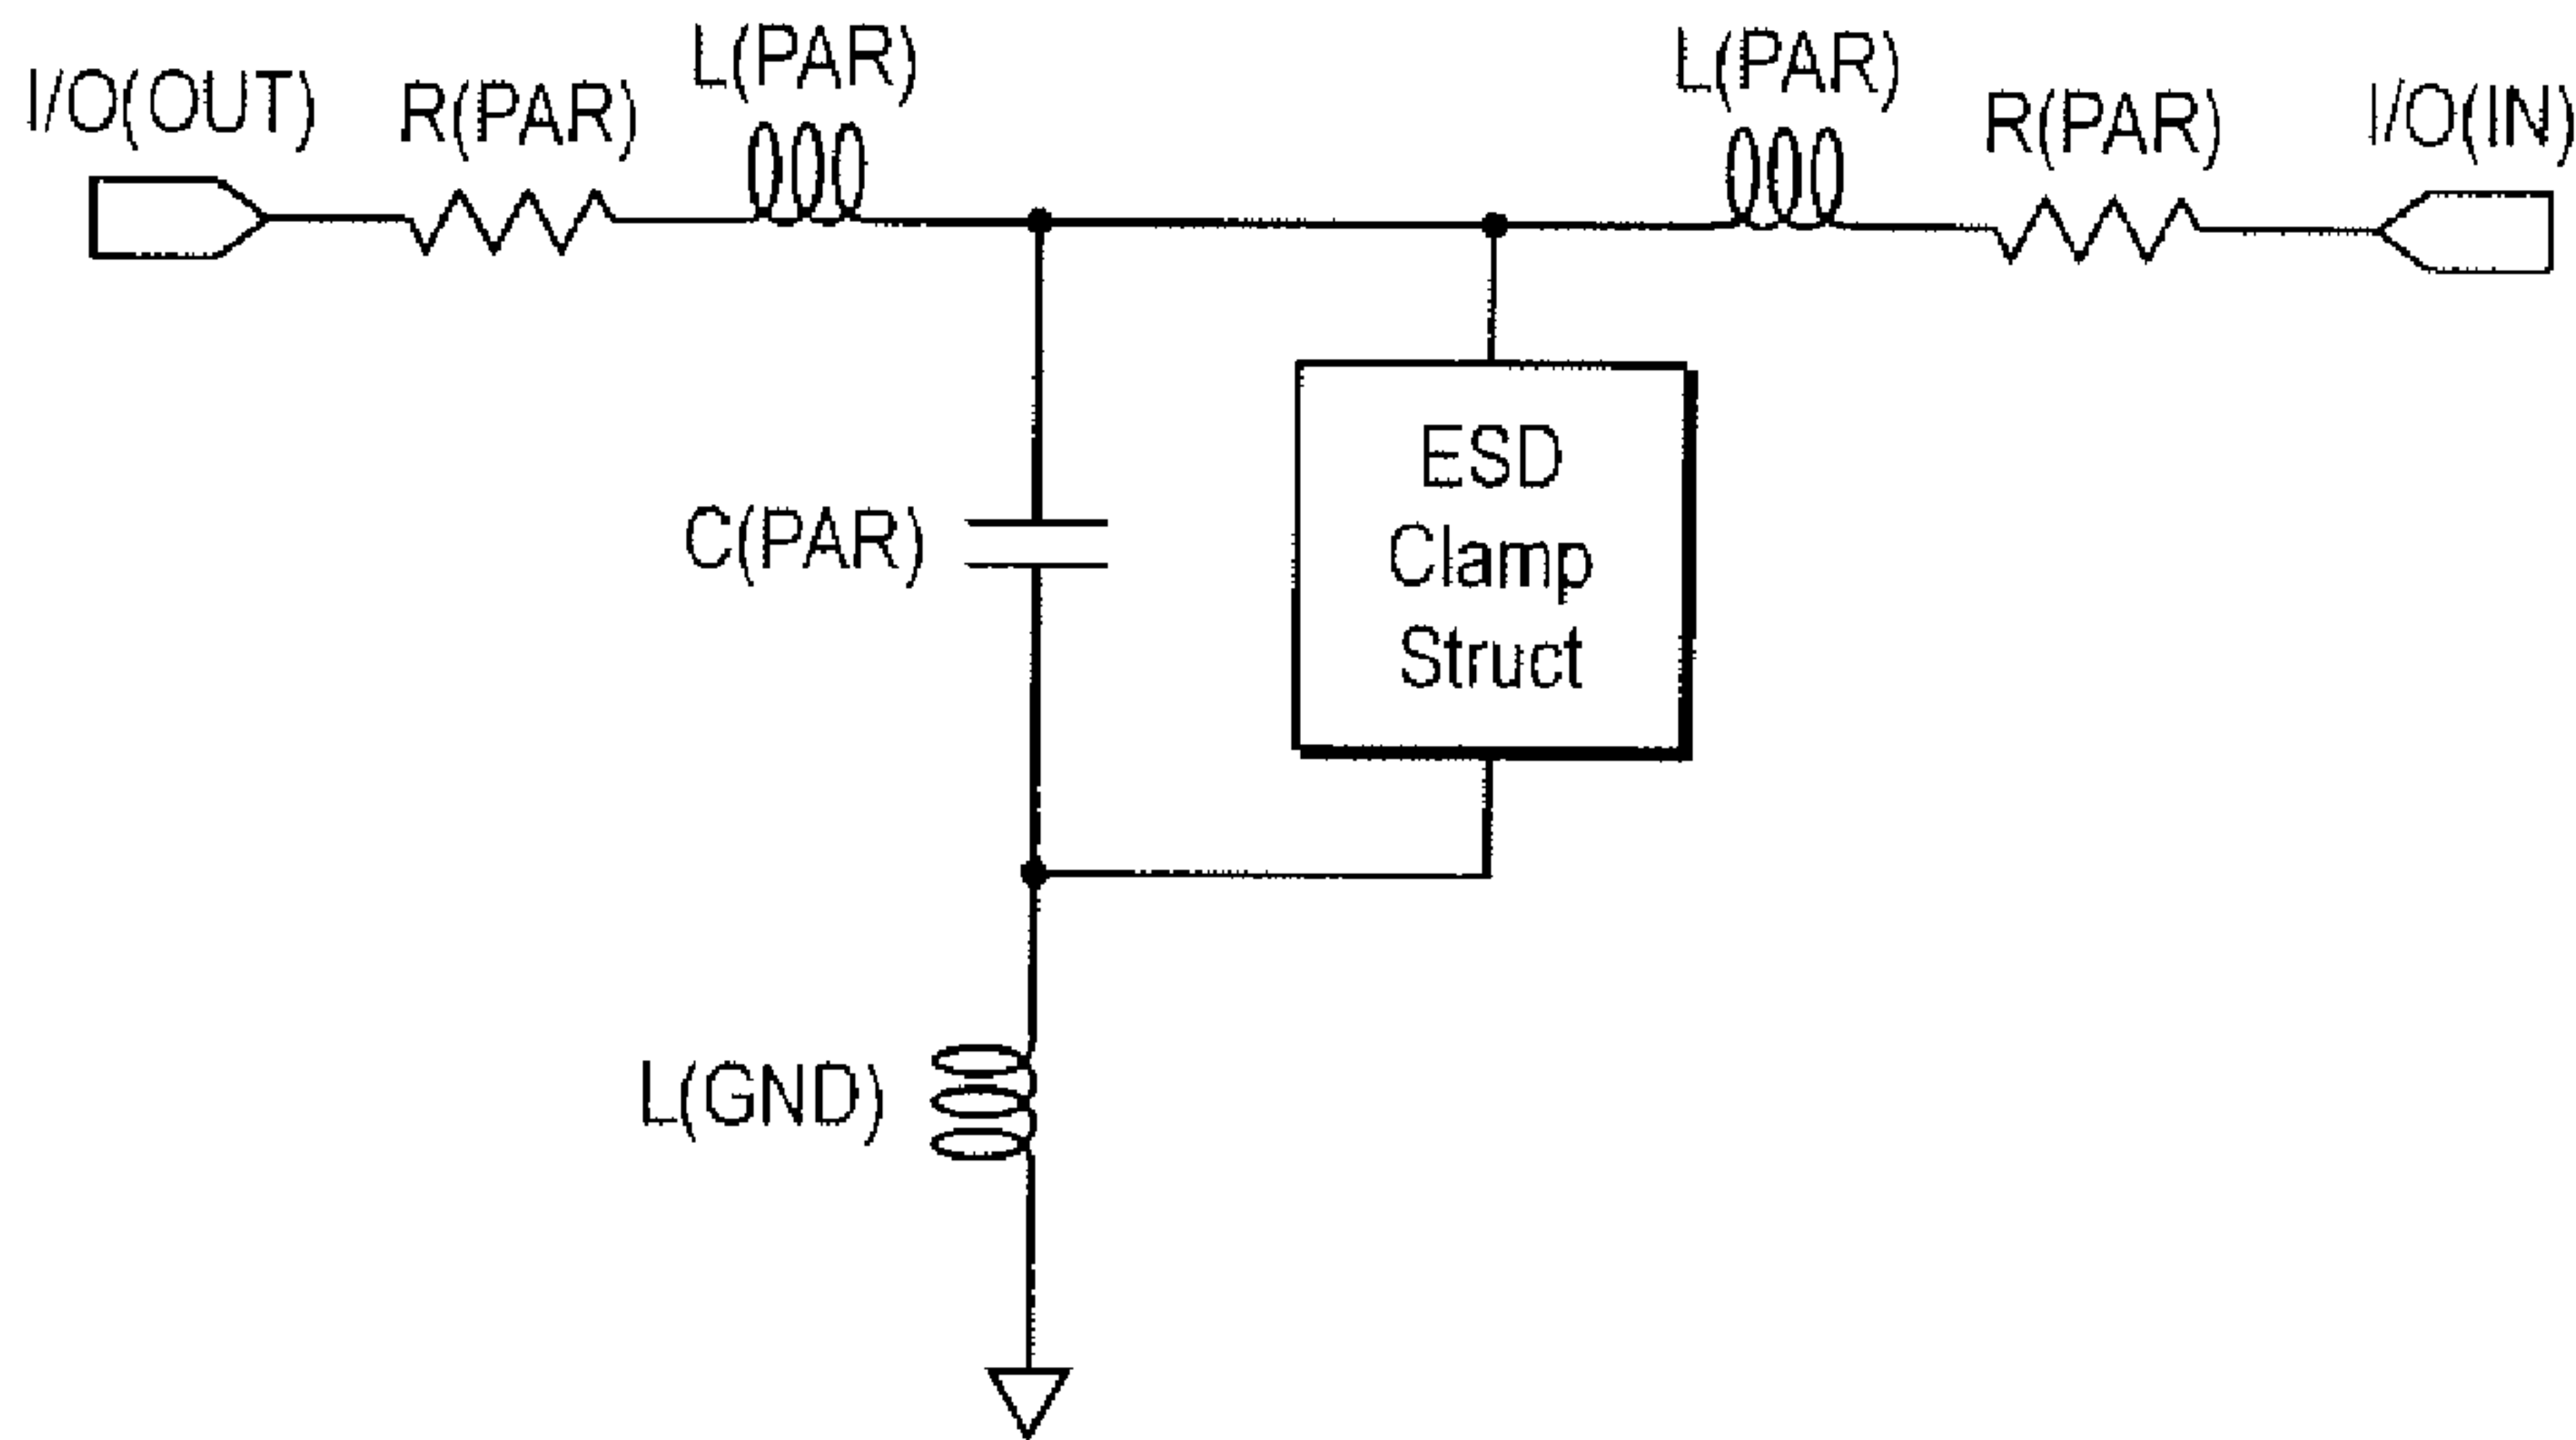 I/O(OUT)
R(PAR)
L(PAR)
L(PAR)
R(PAR)
I/O(IN)
C(PAR)
ESD
Clamp
Struct
L(GND)